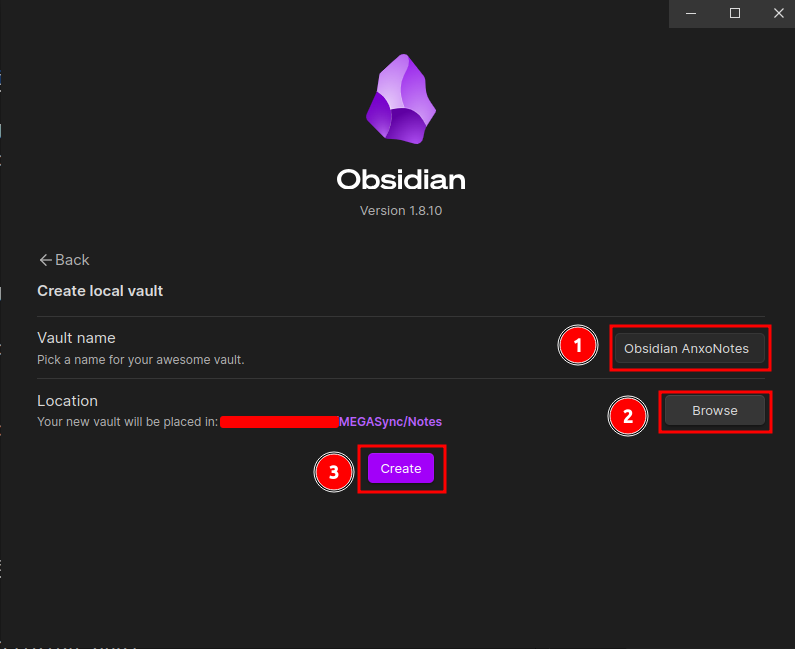 Obsidian
Version 1.8.10
Back
Create local vault
Vault name
Pick a name for your awesome vault.
1
Obsidian AnxoNotes
Location
Your new vault will be placed in: MEGASync/Notes
2
Browse
3
Create